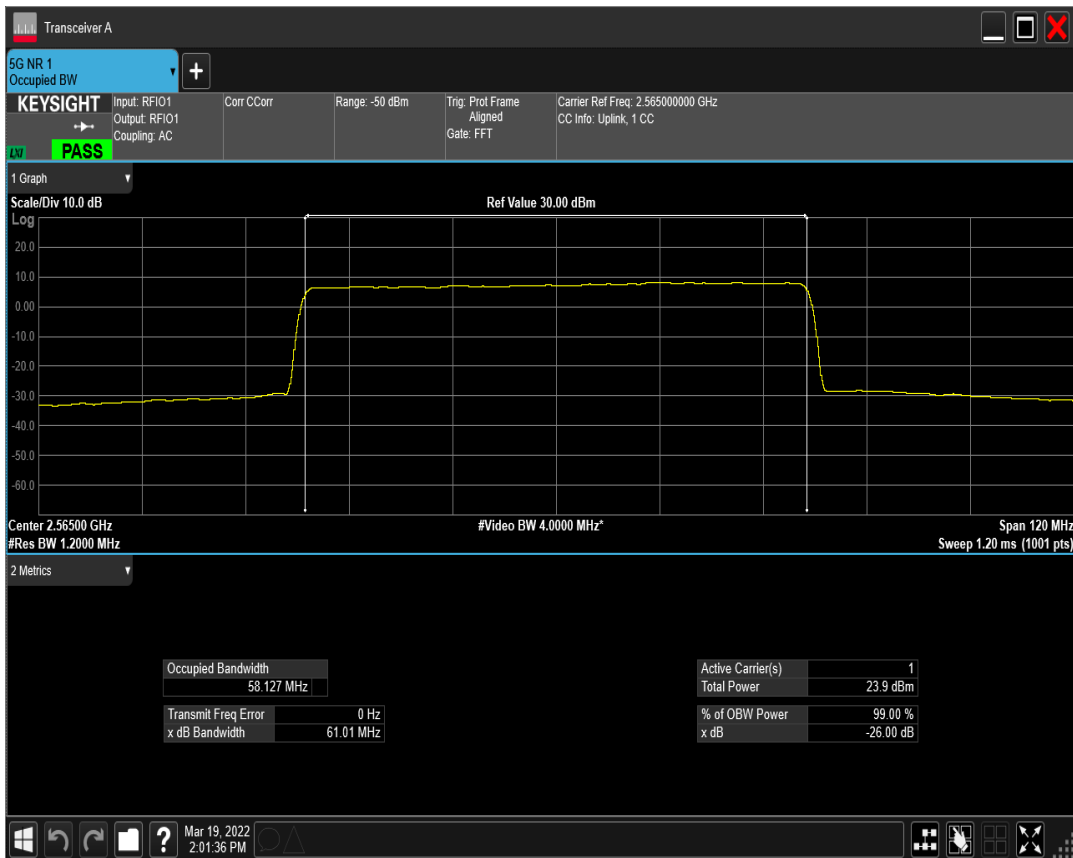 Transceiver A
5G NR 1
Occupied BW
KEYSIGHT
LXI
PASS
Input: RFIO1
Output: RFIO1
Coupling: AC
Corr CCorr
Range: -50 dBm
Trig: Prot Frame
Aligned
Gate: FFT
Carrier Ref Freq: 2.565000000 GHz
CC Info: Uplink, 1 CC
1 Graph
Scale/Div 10.0 dB
Ref Value 30.00 dBm
Log
20.0
10.0
0.00
-10.0
-20.0
-30.0
-40.0
-50.0
-60.0
Center 2.56500 GHz
#Video BW 4.0000 MHz*
Span 120 MHz
#Res BW 1.2000 MHz
Sweep 1.20 ms (1001 pts)
2 Metrics
Occupied Bandwidth
58.127 MHz
Transmit Freq Error 0 Hz
x dB Bandwidth 61.01 MHz
Active Carrier(s) 1
Total Power 23.9 dBm
% of OBW Power 99.00 %
x dB -26.00 dB
?
Mar 19, 2022
2:01:36 PM